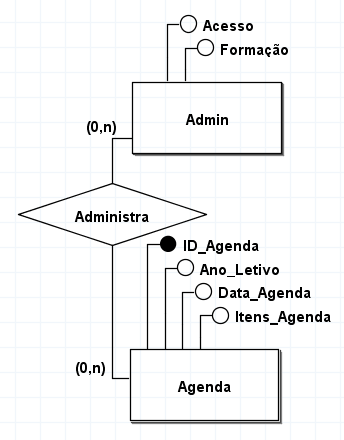 Acesso
Formação
Admin
(0,n)
Administra
ID_Agenda
Ano_Letivo
Data_Agenda
Itens_Agenda
(0,n)
Agenda